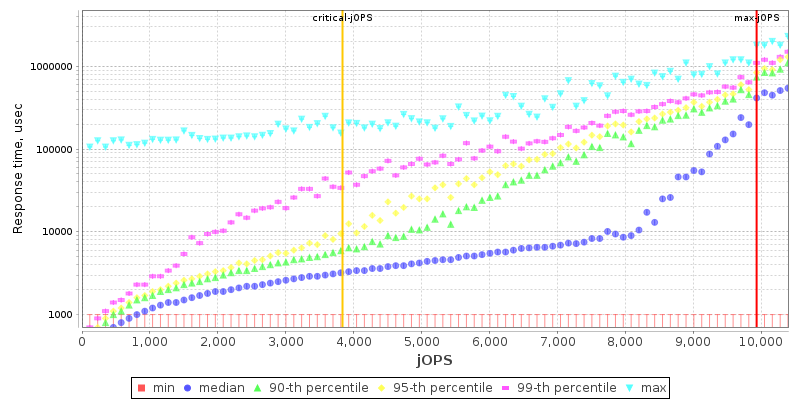 critical-jOPS max-jOPS
1000000
100000
10000
1000
Response time, usec
0 1,000 2,000 3,000 4,000 5,000 6,000 7,000 8,000 9,000 10,000
jOPS
min median 90-th percentile 95-th percentile 99-th percentile max